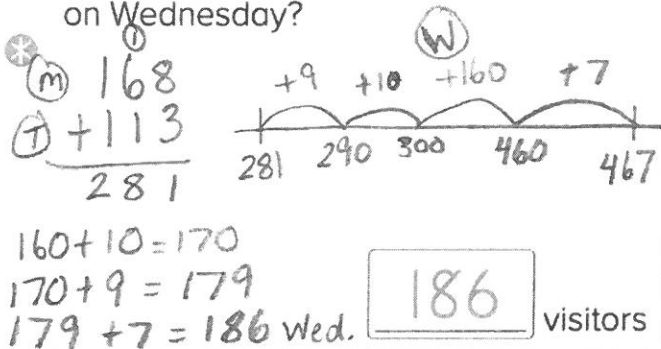 on Wednesday?
1
M 168
T +113
281
W
+9 +10 +160 +7
281 290 300 460 467
160+10=170
170+9=179
179+7=186 Wed.
186 visitors